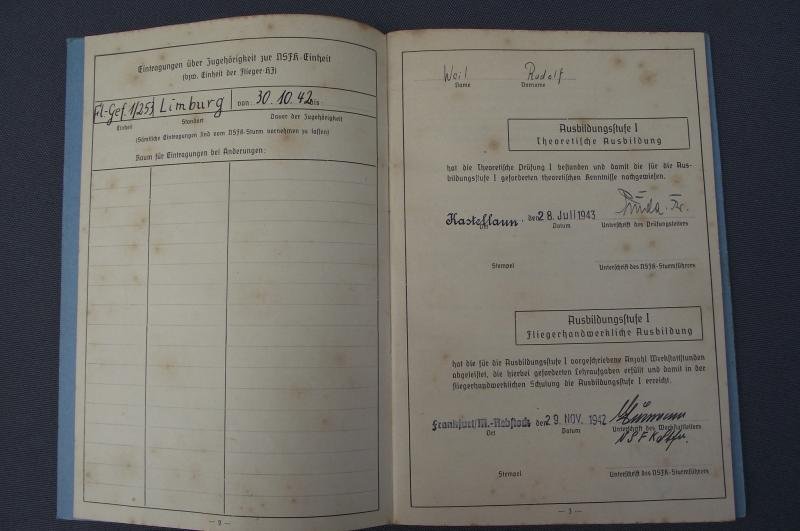 Eintragungen über Zugehörigkeit zur NSFK-Einheit
(bzw. Einheit der Flieger-HJ)
Fl.-Gef. 1/253 Limburg von 30.10.42 bis
Einheit Standort Dauer der Zugehörigkeit
(Sämtliche Eintragungen sind vom NSFK-Sturm vornehmen zu lassen)
Raum für Eintragungen bei Änderungen:
— 2 —
Weil Rudolf
Name Vorname
Ausbildungsstufe I
Theoretische Ausbildung
hat die Theoretische Prüfung I bestanden und damit die für die Aus-
bildungsstufe I geforderten theoretischen Kenntnisse nachgewiesen.
Kastellaun, den 28. Juli 1943
Ort Datum Unterschrift des Prüfungsleiters
Stempel Unterschrift des NSFK-Sturmführers
Ausbildungsstufe I
Fliegerhandwerkliche Ausbildung
hat die für die Ausbildungsstufe I vorgeschriebene Anzahl Werkstattstunden
abgeleistet, die hierbei geforderten Lehraufgaben erfüllt und damit in der
fliegerhandwerklichen Schulung die Ausbildungsstufe I erreicht.
Frankfurt/M.-Rebstock den 29. NOV. 1942
Ort Datum Unterschrift des Werkstattleiters
Stempel Unterschrift des NSFK-Sturmführers
— 3 —